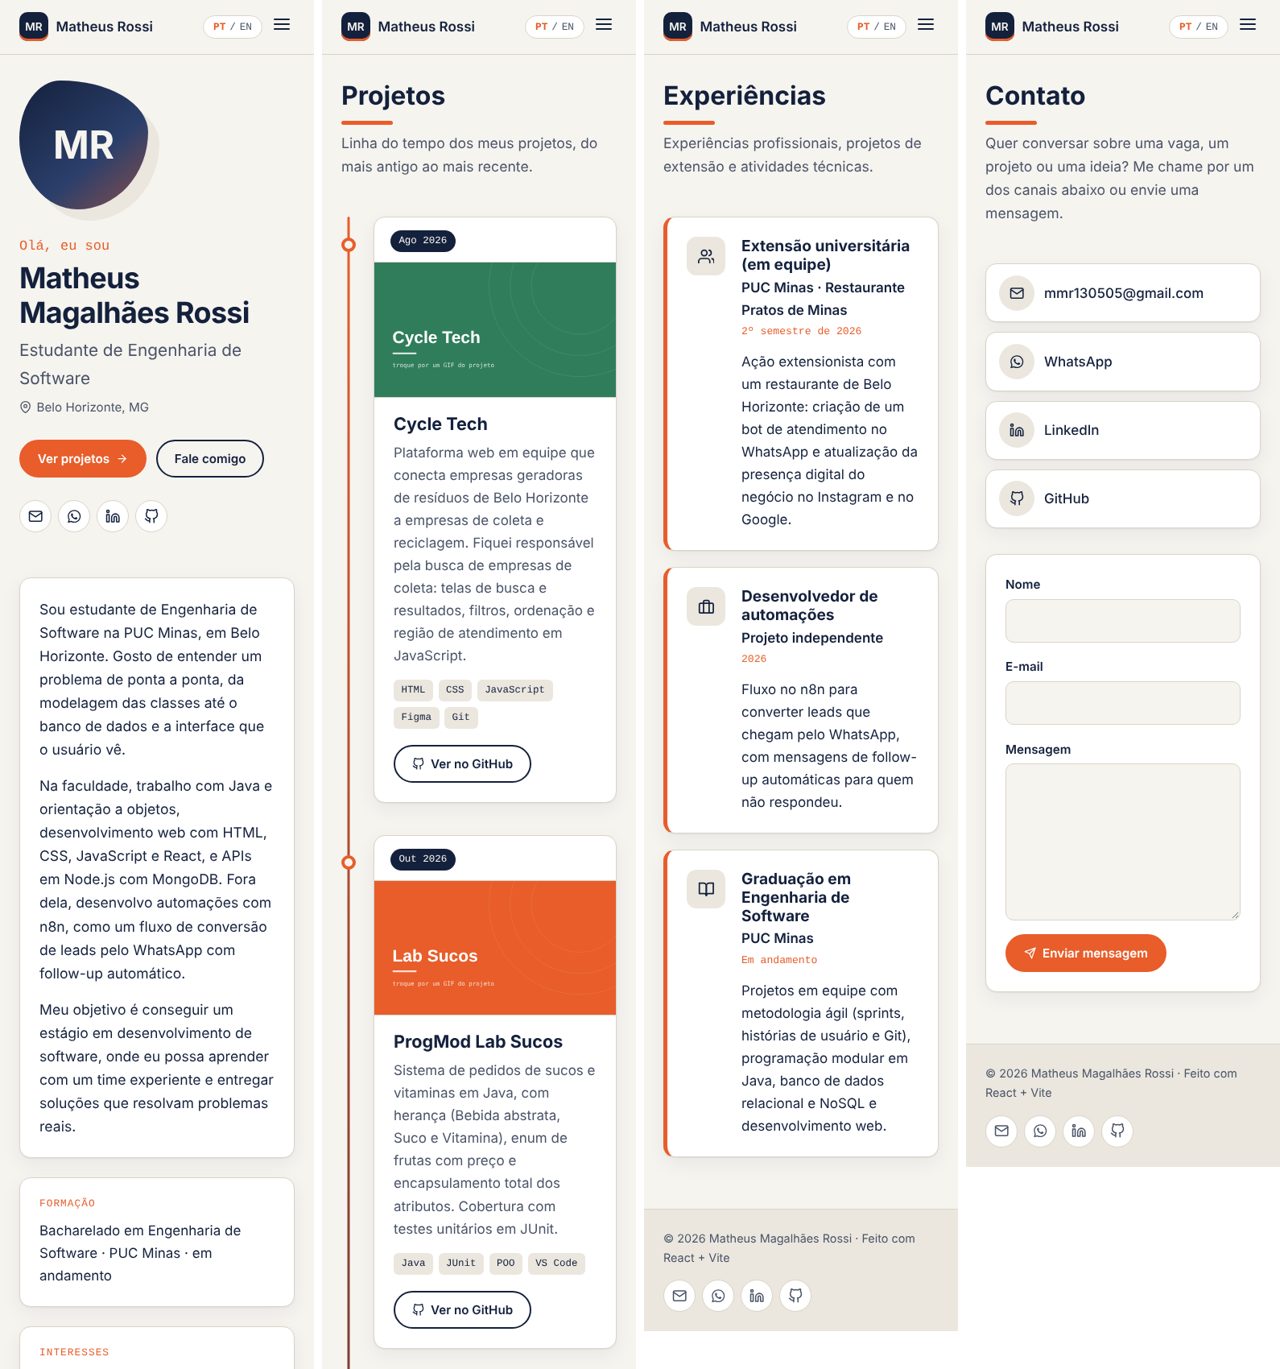 MR Matheus Rossi PT / EN
MR
Olá, eu sou
Matheus
Magalhães Rossi
Estudante de Engenharia de
Software
Belo Horizonte, MG
Ver projetos → Fale comigo
Sou estudante de Engenharia de
Software na PUC Minas, em Belo
Horizonte. Gosto de entender um
problema de ponta a ponta, da
modelagem das classes até o
banco de dados e a interface que
o usuário vê.
Na faculdade, trabalho com Java e
orientação a objetos,
desenvolvimento web com HTML,
CSS, JavaScript e React, e APIs
em Node.js com MongoDB. Fora
dela, desenvolvo automações com
n8n, como um fluxo de conversão
de leads pelo WhatsApp com
follow-up automático.
Meu objetivo é conseguir um
estágio em desenvolvimento de
software, onde eu possa aprender
com um time experiente e entregar
soluções que resolvam problemas
reais.
FORMAÇÃO
Bacharelado em Engenharia de
Software · PUC Minas · em
andamento
INTERESSES
MR Matheus Rossi PT / EN
Projetos
Linha do tempo dos meus projetos, do
mais antigo ao mais recente.
Ago 2026
Cycle Tech
troque por um GIF do projeto
Cycle Tech
Plataforma web em equipe que
conecta empresas geradoras
de resíduos de Belo Horizonte
a empresas de coleta e
reciclagem. Fiquei responsável
pela busca de empresas de
coleta: telas de busca e
resultados, filtros, ordenação e
região de atendimento em
JavaScript.
HTML CSS JavaScript
Figma Git
Ver no GitHub
Out 2026
Lab Sucos
troque por um GIF do projeto
ProgMod Lab Sucos
Sistema de pedidos de sucos e
vitaminas em Java, com
herança (Bebida abstrata,
Suco e Vitamina), enum de
frutas com preço e
encapsulamento total dos
atributos. Cobertura com
testes unitários em JUnit.
Java JUnit POO VS Code
Ver no GitHub
MR Matheus Rossi PT / EN
Experiências
Experiências profissionais, projetos de
extensão e atividades técnicas.
Extensão universitária
(em equipe)
PUC Minas · Restaurante
Pratos de Minas
2º semestre de 2026
Ação extensionista com
um restaurante de Belo
Horizonte: criação de um
bot de atendimento no
WhatsApp e atualização da
presença digital do
negócio no Instagram e no
Google.
Desenvolvedor de
automações
Projeto independente
2026
Fluxo no n8n para
converter leads que
chegam pelo WhatsApp,
com mensagens de follow-
up automáticas para quem
não respondeu.
Graduação em
Engenharia de
Software
PUC Minas
Em andamento
Projetos em equipe com
metodologia ágil (sprints,
histórias de usuário e Git),
programação modular em
Java, banco de dados
relacional e NoSQL e
desenvolvimento web.
© 2026 Matheus Magalhães Rossi · Feito com
React + Vite
MR Matheus Rossi PT / EN
Contato
Quer conversar sobre uma vaga, um
projeto ou uma ideia? Me chame por um
dos canais abaixo ou envie uma
mensagem.
mmr130505@gmail.com
WhatsApp
LinkedIn
GitHub
Nome
E-mail
Mensagem
Enviar mensagem
© 2026 Matheus Magalhães Rossi · Feito com
React + Vite